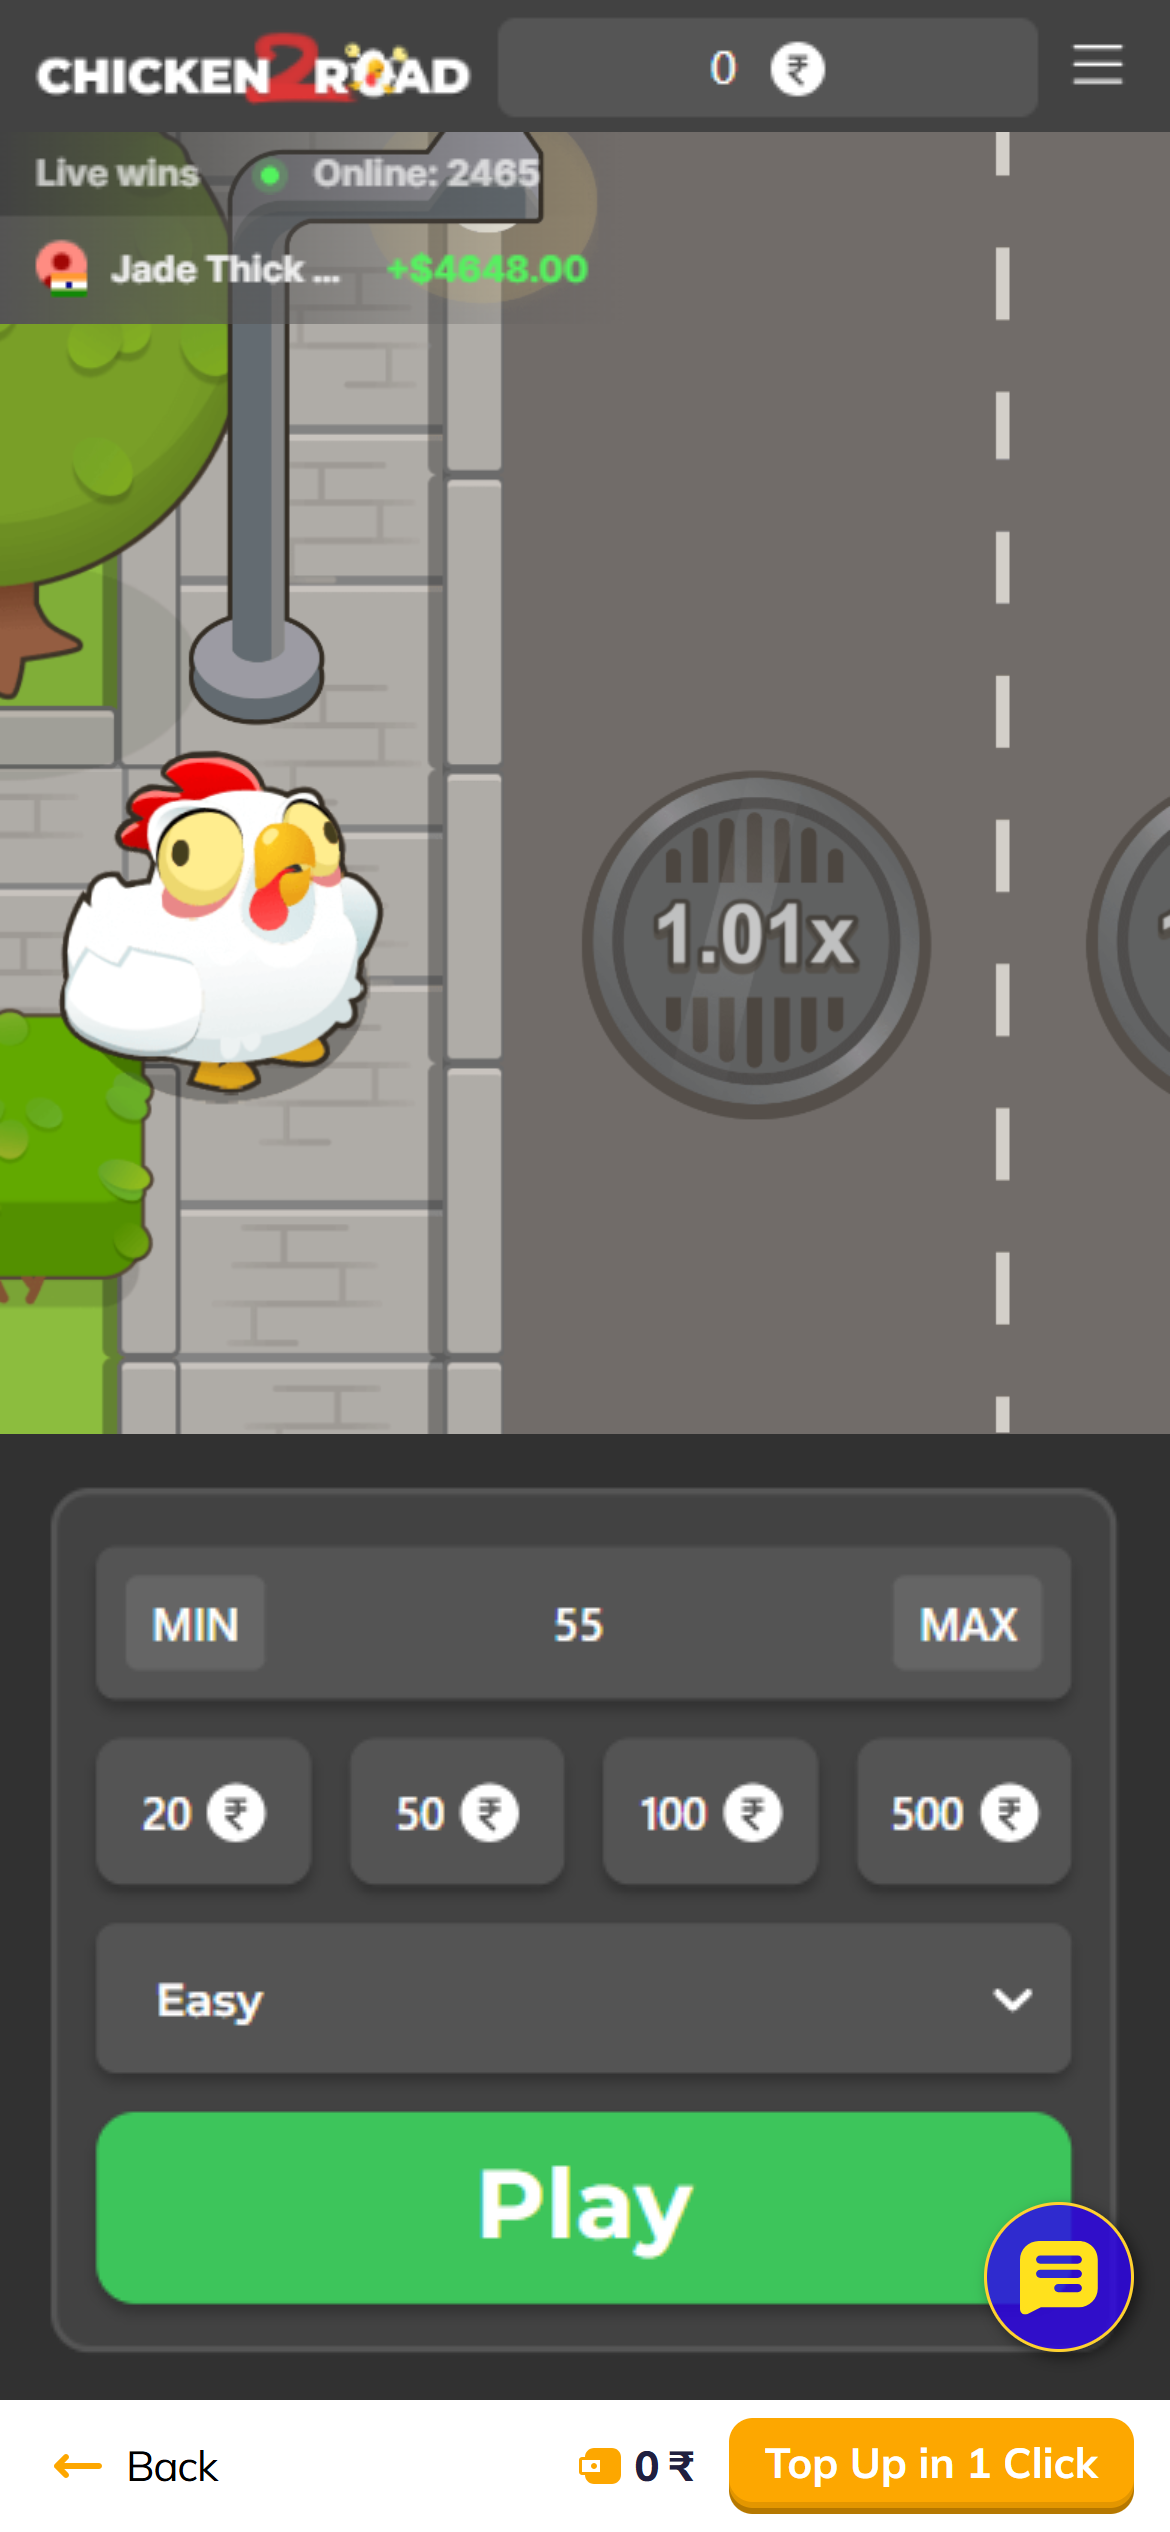 CHICKEN 2 ROAD
0 ₹
Live wins Online: 2465
Jade Thick ... +$4648.00
1.01x
MIN 55 MAX
20 ₹ 50 ₹ 100 ₹ 500 ₹
Easy
Play
Back 0 ₹ Top Up in 1 Click